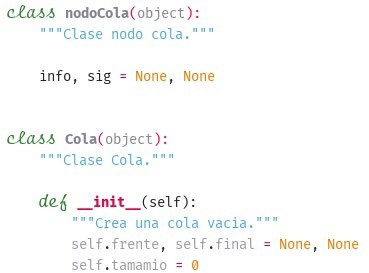 class nodoCola(object):
"""Clase nodo cola."""
info, sig = None, None
class Cola(object):
"""Clase Cola."""
def __init__(self):
"""Crea una cola vacia."""
self.frente, self.final = None, None
self.tamamio = 0